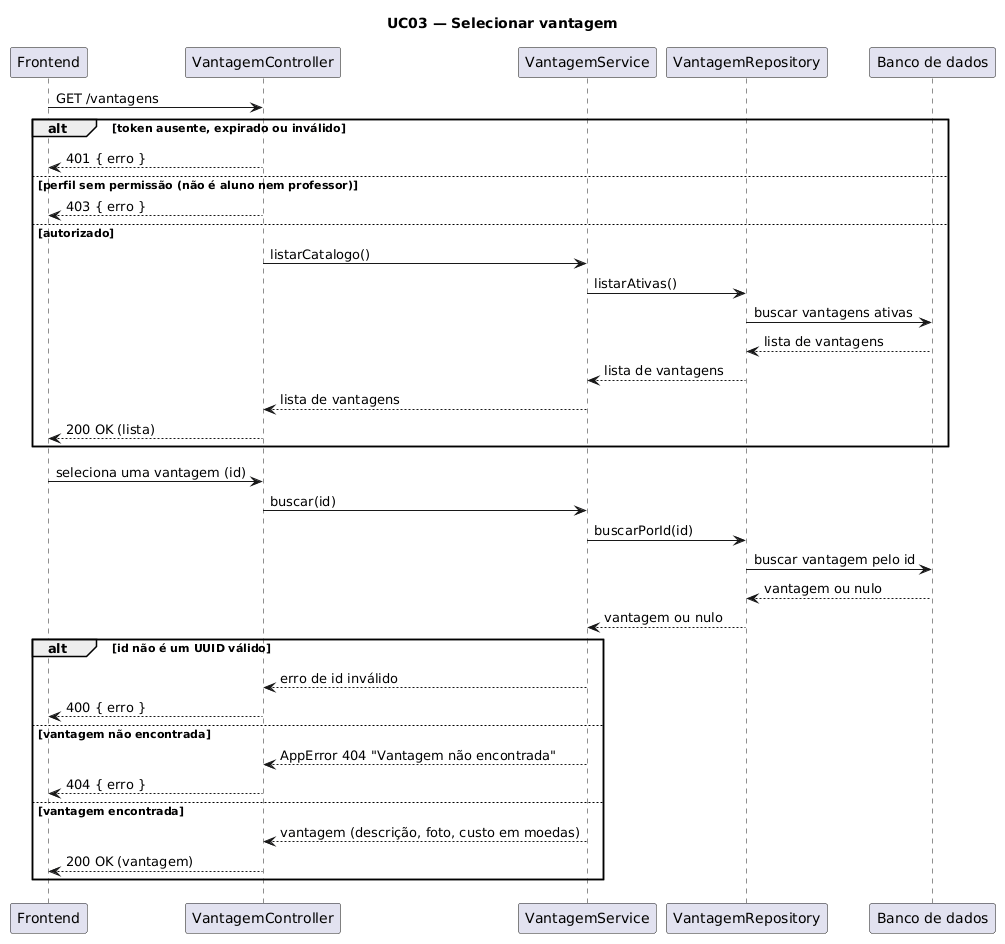 UC03 — Selecionar vantagem
Frontend
VantagemController
VantagemService
VantagemRepository
Banco de dados
GET /vantagens
alt
[token ausente, expirado ou inválido]
401 { erro }
[perfil sem permissão (não é aluno nem professor)]
403 { erro }
[autorizado]
listarCatalogo()
listarAtivas()
buscar vantagens ativas
lista de vantagens
lista de vantagens
lista de vantagens
200 OK (lista)
seleciona uma vantagem (id)
buscar(id)
buscarPorId(id)
buscar vantagem pelo id
vantagem ou nulo
vantagem ou nulo
alt
[id não é um UUID válido]
erro de id inválido
400 { erro }
[vantagem não encontrada]
AppError 404 "Vantagem não encontrada"
404 { erro }
[vantagem encontrada]
vantagem (descrição, foto, custo em moedas)
200 OK (vantagem)
Frontend
VantagemController
VantagemService
VantagemRepository
Banco de dados